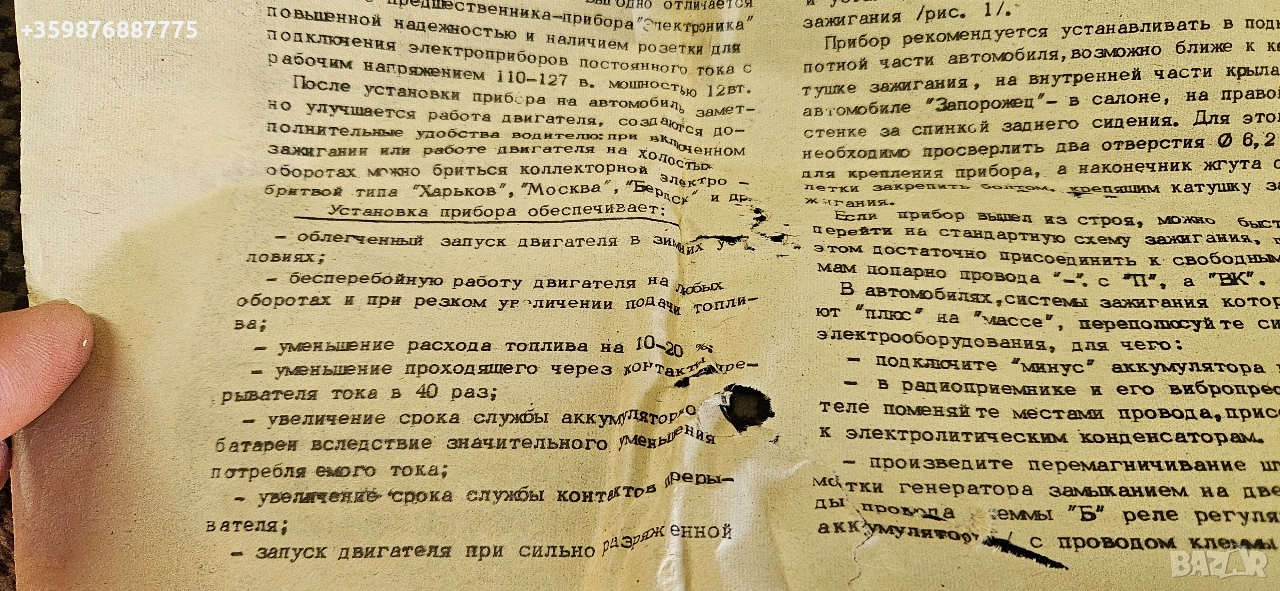 +359876887775
предшественника-прибора "Электроника"
повышенной надежностью и наличием розетки для
подключения электроприборов постоянного тока с
рабочим напряжением 110-127 в. мощностью 12вт.
После установки прибора на автомобиль замет-
но улучшается работа двигателя, создаются до-
полнительные удобства водителю:при включенном
зажигании или работе двигателя на холостых
оборотах можно бриться коллекторной электро -
бритвой типа "Харьков", "Москва", "Бердск" и др.
Установка прибора обеспечивает:
- облегченный запуск двигателя в зимних ус-
ловиях;
- бесперебойную работу двигателя на любых
оборотах и при резком увеличении подачи топли-
ва;
- уменьшение расхода топлива на 10-20 %;
- уменьшение проходящего через контакты пре-
рывателя тока в 40 раз;
- увеличение срока службы аккумуляторно
батареи вследствие значительного уменьшения
потребля емого тока;
- увеличение срока службы контактов преры-
вателя;
- запуск двигателя при сильно разряженной
зажигания /рис. 1/.
Прибор рекомендуется устанавливать в под
потной части автомобиля,возможно ближе к ка
тушке зажигания, на внутренней части крыла
автомобиле "Запорожец"- в салоне, на право
стенке за спинкой заднего сидения. Для это
необходимо просверлить два отверстия Ø 6,2
для крепления прибора, а наконечник жгута с
летки закрепить болтом, крепящим катушку за
жигания.
Если прибор вышел из строя, можно быст
перейти на стандартную схему зажигания,
этом достаточно присоединить к свободным
мам попарно провода "-". с "П", а "ВК".
В автомобилях,системы зажигания котор
ют "плюс" на "массе", переполюсуйте си
электрооборудования, для чего:
- подключите "минус" аккумулятора
- в радиоприемнике и его вибропрео
теле поменяйте местами провода,присо
к электролитическим конденсаторам.
- произведите перемагничивание
мотки генератора замыканием на две
ды провода клеммы "Б" реле регуля
аккумулятору/ с проводом клеммы
BAZAR